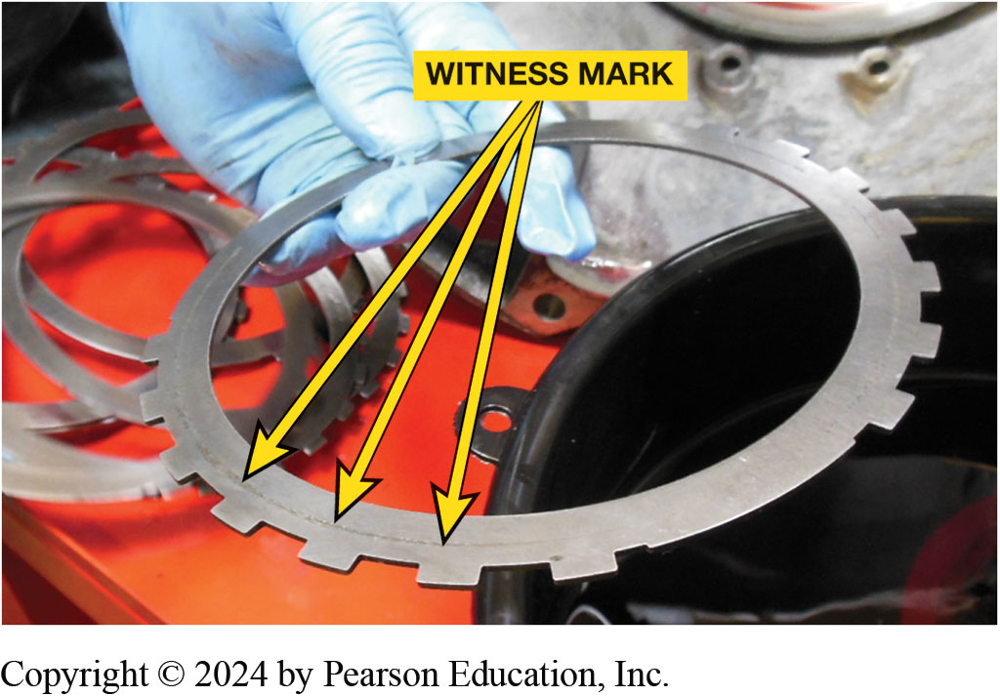 WITNESS MARK
Copyright © 2024 by Pearson Education, Inc.